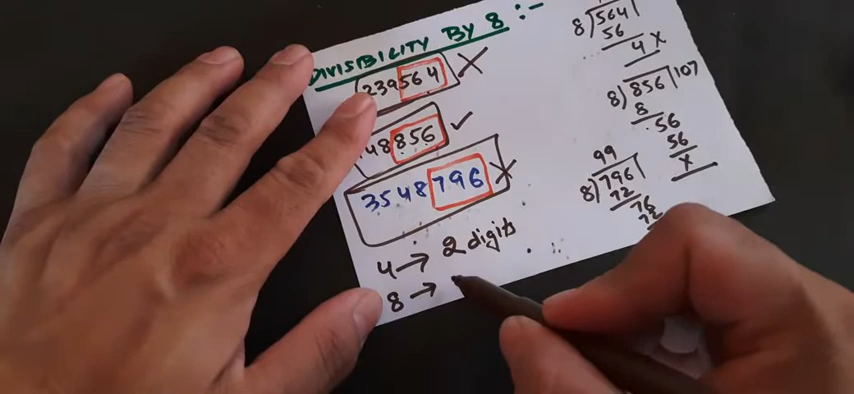 DIVISIBILITY BY 8 :-
239564 X
48856 ✓
3548796 X
4 → 2 digits
8 →
8)564(
56
4 X
8)856(107
8
56
56
X
99
8)796(
72
76
72